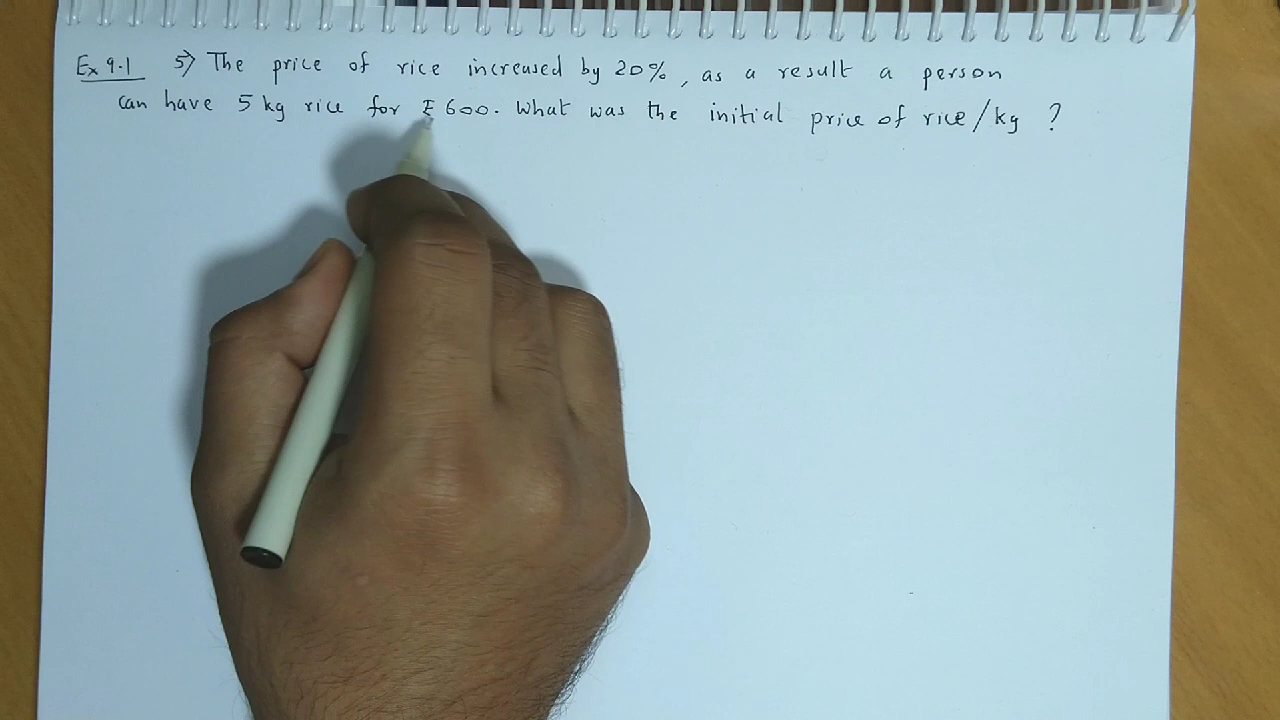 Ex 9.1 5) The price of rice increased by 20%, as a result a person
can have 5 kg rice for ₹600. What was the initial price of rice/kg ?